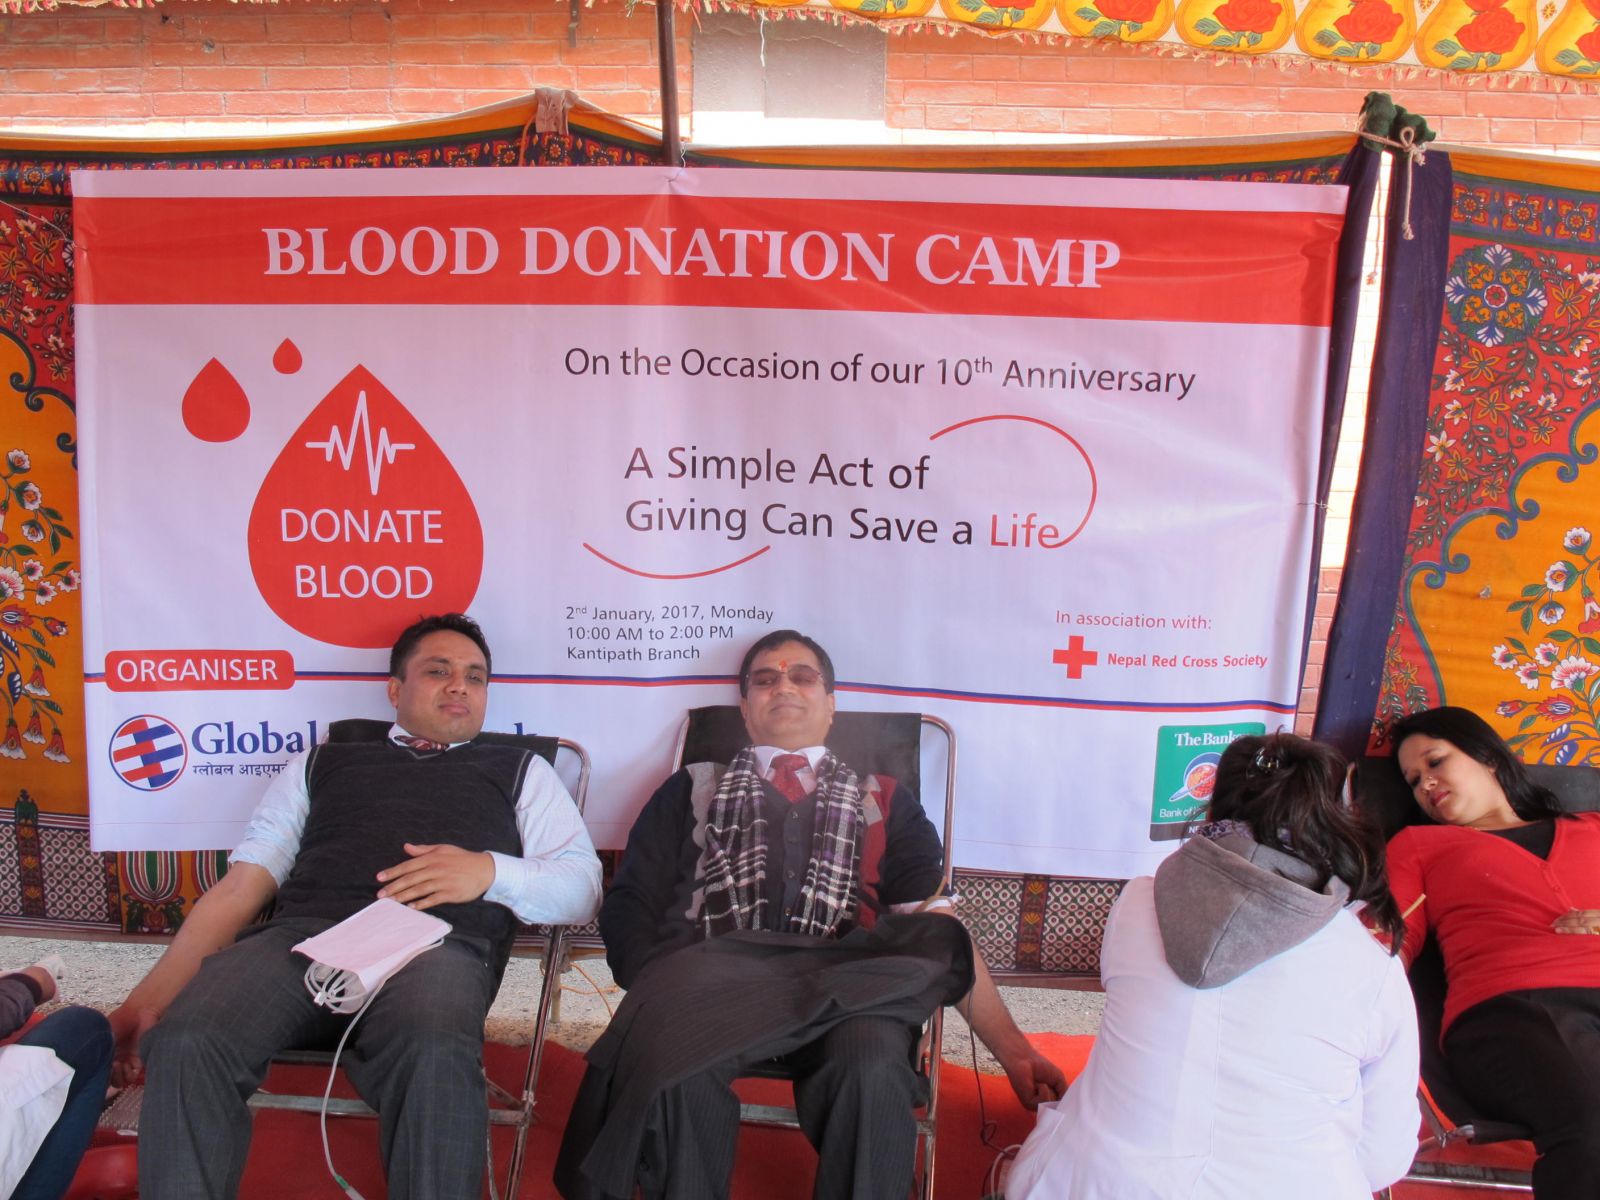 BLOOD DONATION CAMP
On the Occasion of our 10th Anniversary
A Simple Act of
Giving Can Save a Life
DONATE
BLOOD
2nd January, 2017, Monday
10:00 AM to 2:00 PM
Kantipath Branch
In association with:
Nepal Red Cross Society
ORGANISER
Global
ग्लोबल
The Banker
Bank of